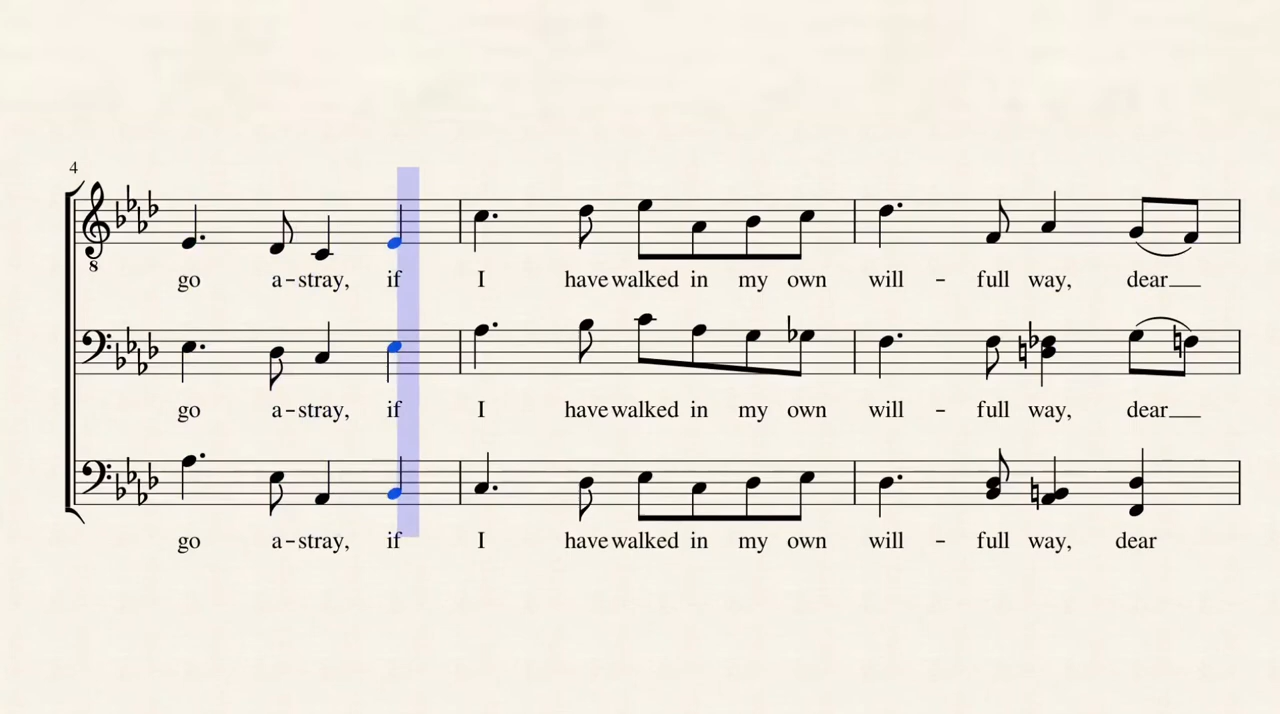 4
8
go a-stray, if I have walked in my own will - full way, dear
go a-stray, if I have walked in my own will - full way, dear
go a-stray, if I have walked in my own will - full way, dear